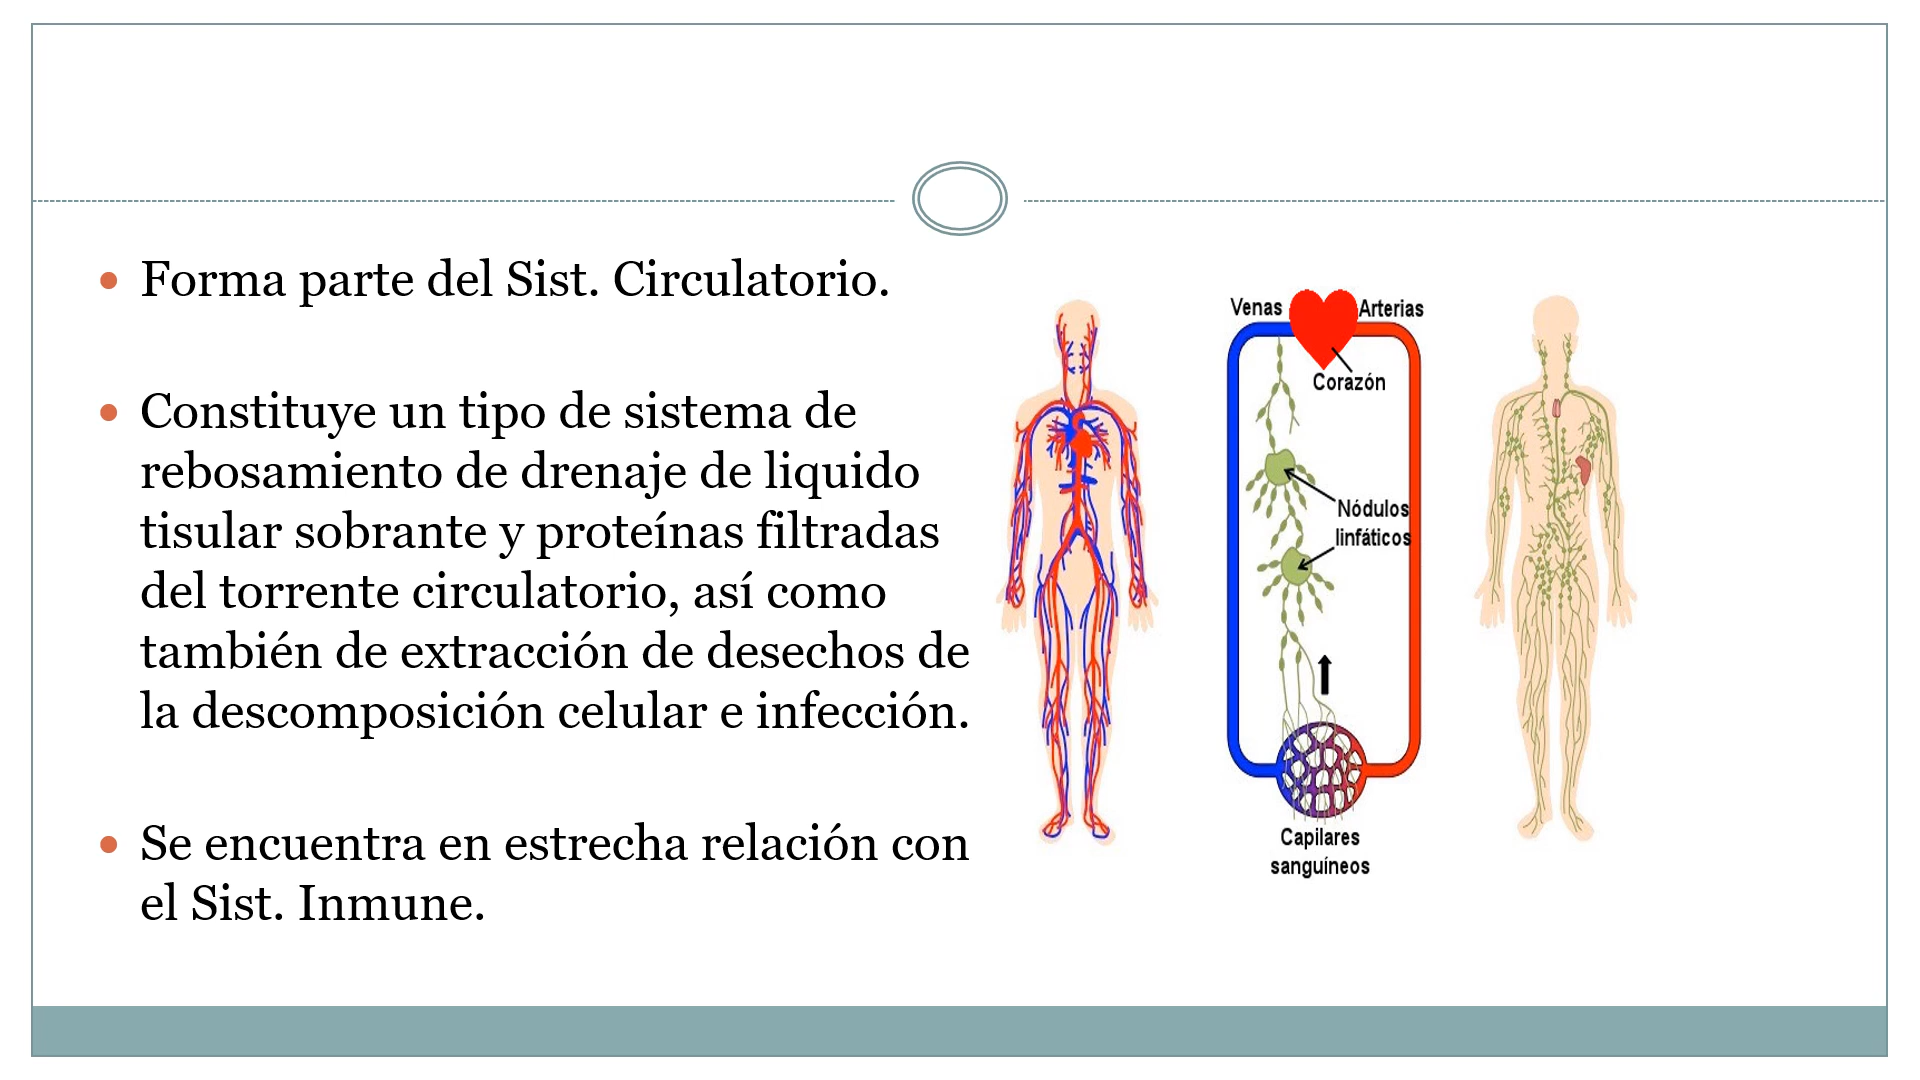 • Forma parte del Sist. Circulatorio.
• Constituye un tipo de sistema de
rebosamiento de drenaje de liquido
tisular sobrante y proteínas filtradas
del torrente circulatorio, así como
también de extracción de desechos de
la descomposición celular e infección.
• Se encuentra en estrecha relación con
el Sist. Inmune.
Venas
Arterias
Corazón
Nódulos
linfáticos
Capilares
sanguíneos